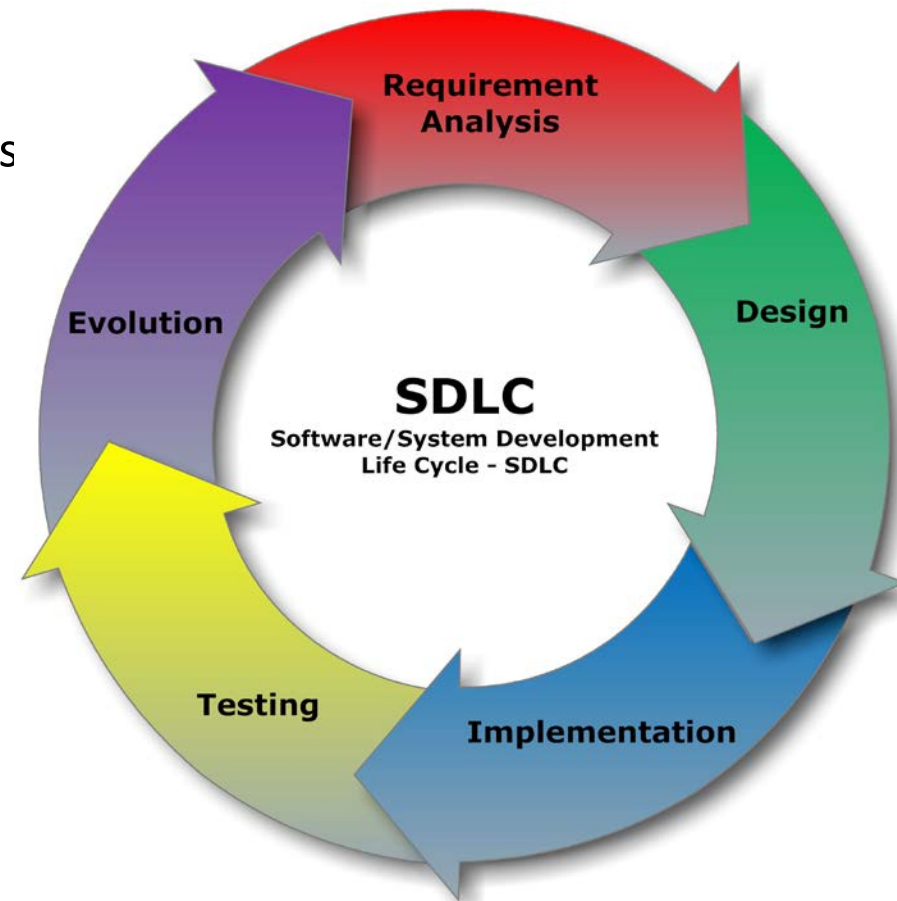 Requirement
Analysis
s
Design
Evolution
SDLC
Software/System Development
Life Cycle - SDLC
Testing
Implementation